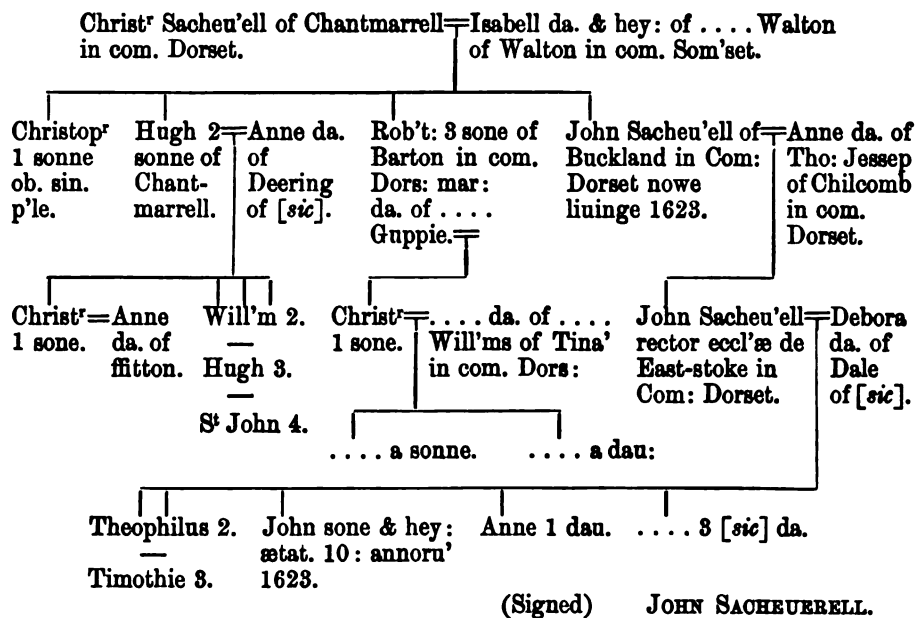 Christʳ Sacheu'ell of Chantmarrell═Isabell da. & hey: of .... Walton
in com. Dorset. of Walton in com. Som'set.
Christopʳ
1 sonne
ob. sin.
p'le.
Hugh 2═Anne da.
sonne of of
Chant- Deering
marrell. of [sic].
Rob't: 3 sone of
Barton in com.
Dors: mar:
da. of ....
Guppie.═
John Sacheu'ell of═Anne da. of
Buckland in Com: Tho: Jessep
Dorset nowe of Chilcomb
liuinge 1623. in com.
Dorset.
Christʳ═Anne
1 sone. da. of
ffitton.
Will'm 2.
—
Hugh 3.
—
Sᵗ John 4.
Christʳ═.... da. of ....
1 sone. Will'ms of Tina'
in com. Dors:
John Sacheu'ell═Debora
rector eccl'æ de da. of
East-stoke in Dale
Com: Dorset. of [sic].
.... a sonne. .... a dau:
Theophilus 2.
—
Timothie 3.
John sone & hey:
ætat. 10: annoru'
1623.
Anne 1 dau. .... 3 [sic] da.
(Signed) JOHN SACHEUERELL.